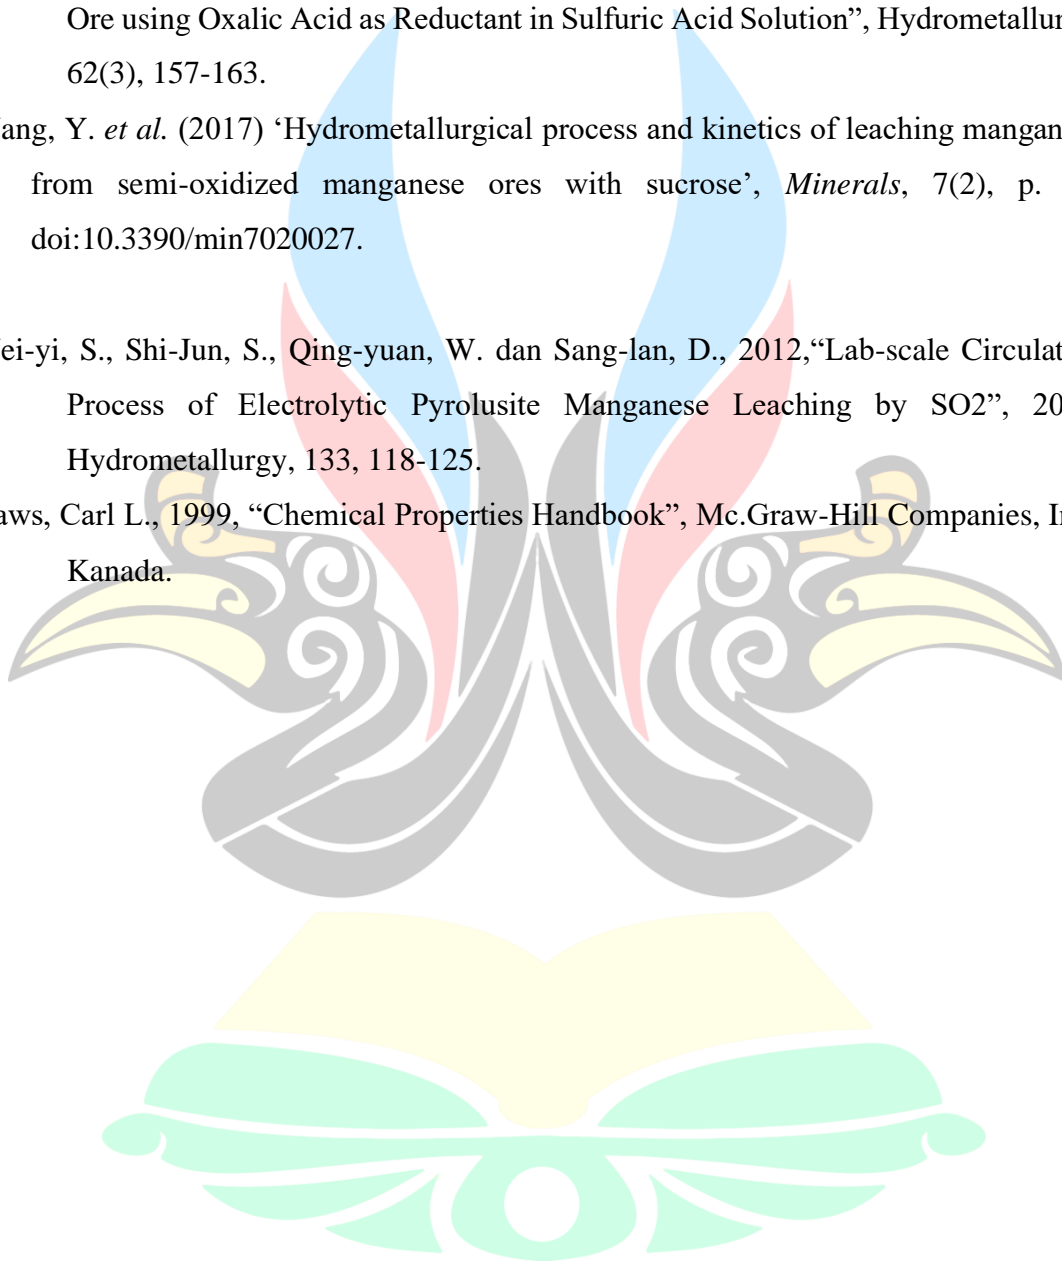 Ore using Oxalic Acid as Reductant in Sulfuric Acid Solution”, Hydrometallur
62(3), 157-163.
ang, Y. et al. (2017) ‘Hydrometallurgical process and kinetics of leaching mangan
from semi-oxidized manganese ores with sucrose’, Minerals, 7(2), p.
doi:10.3390/min7020027.
ei-yi, S., Shi-Jun, S., Qing-yuan, W. dan Sang-lan, D., 2012,“Lab-scale Circulat
Process of Electrolytic Pyrolusite Manganese Leaching by SO2”, 20
Hydrometallurgy, 133, 118-125.
aws, Carl L., 1999, “Chemical Properties Handbook”, Mc.Graw-Hill Companies, In
Kanada.